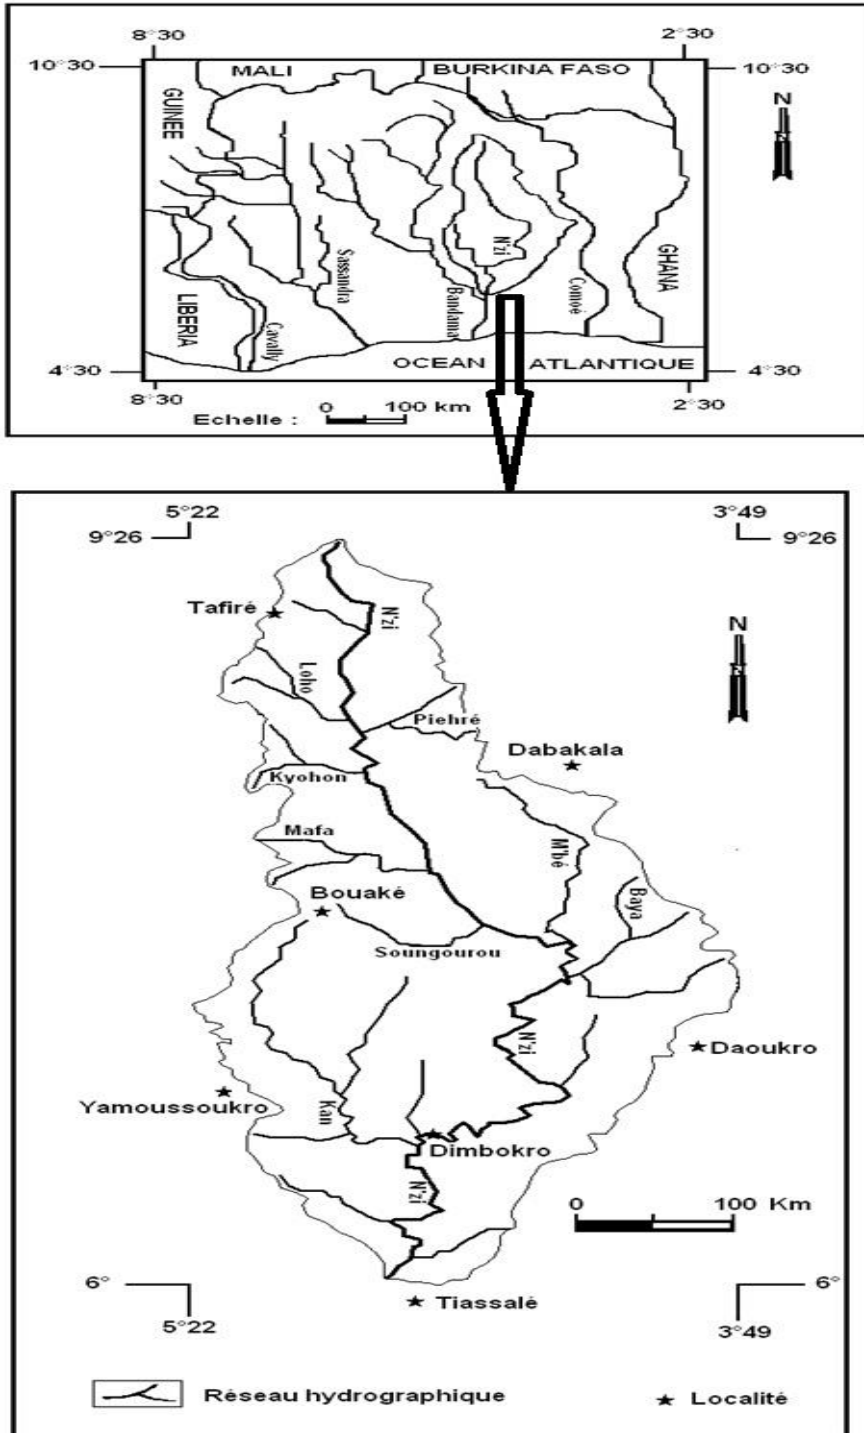 8°30 2°30
10°30 MALI BURKINA FASO 10°30
N
GUINEE
N'zi
Sassandra
GHANA
Bandama
Comoé
LIBERIA
Cavally
OCEAN ATLANTIQUE
4°30 4°30
8°30 2°30
Echelle : 0 100 km
5°22 3°49
9°26 9°26
Tafiré
N'zi
N
Loho
Piehré
Dabakala
Kyohon
Mafa
M'bé
Bouaké
Baya
Soungourou
N'zi
Daoukro
Yamoussoukro
Kan
Dimbokro
N'zi
0 100 Km
6° 6°
Tiassalé
5°22 3°49
Réseau hydrographique Localité